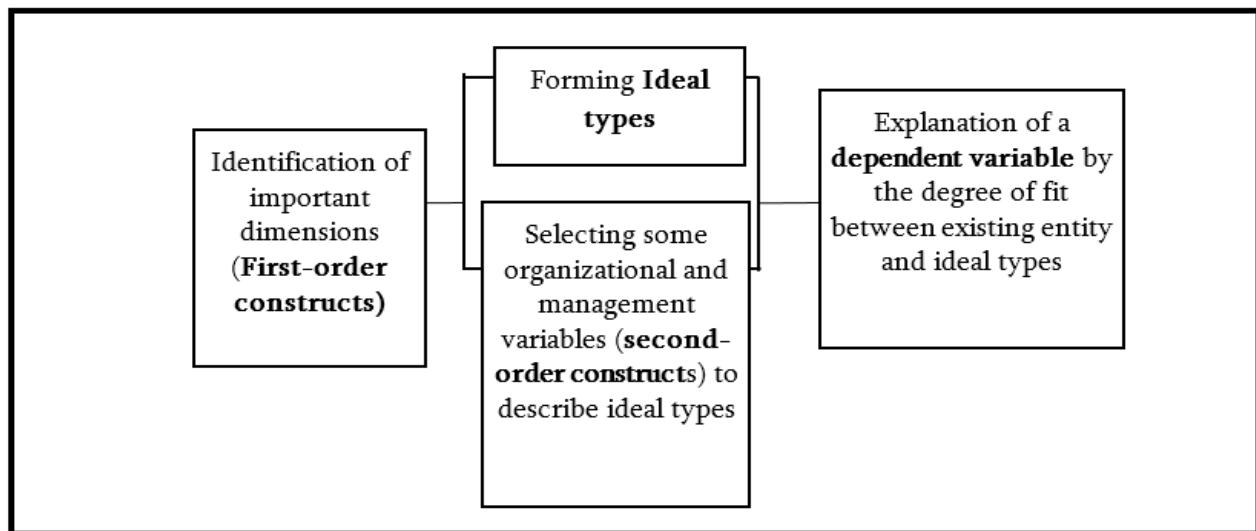 Identification of
important
dimensions
(First-order
constructs)
Forming Ideal
types
Selecting some
organizational and
management
variables (second-
order constructs) to
describe ideal types
Explanation of a
dependent variable by
the degree of fit
between existing entity
and ideal types